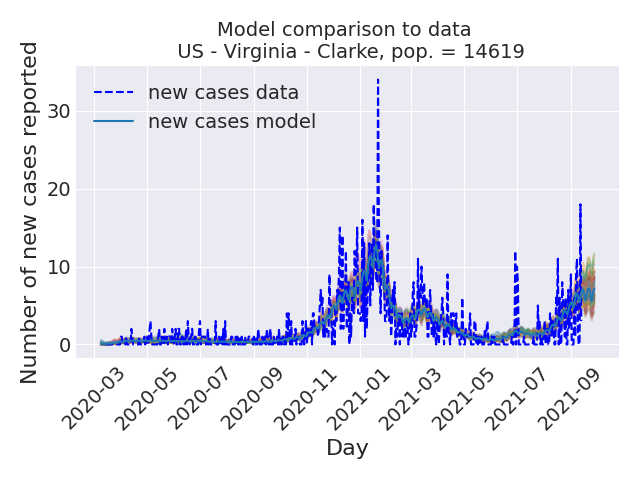 Model comparison to data
US - Virginia - Clarke, pop. = 14619
new cases data
new cases model
Number of new cases reported
30
20
10
0
2020-03
2020-05
2020-07
2020-09
2020-11
2021-01
2021-03
2021-05
2021-07
2021-09
Day